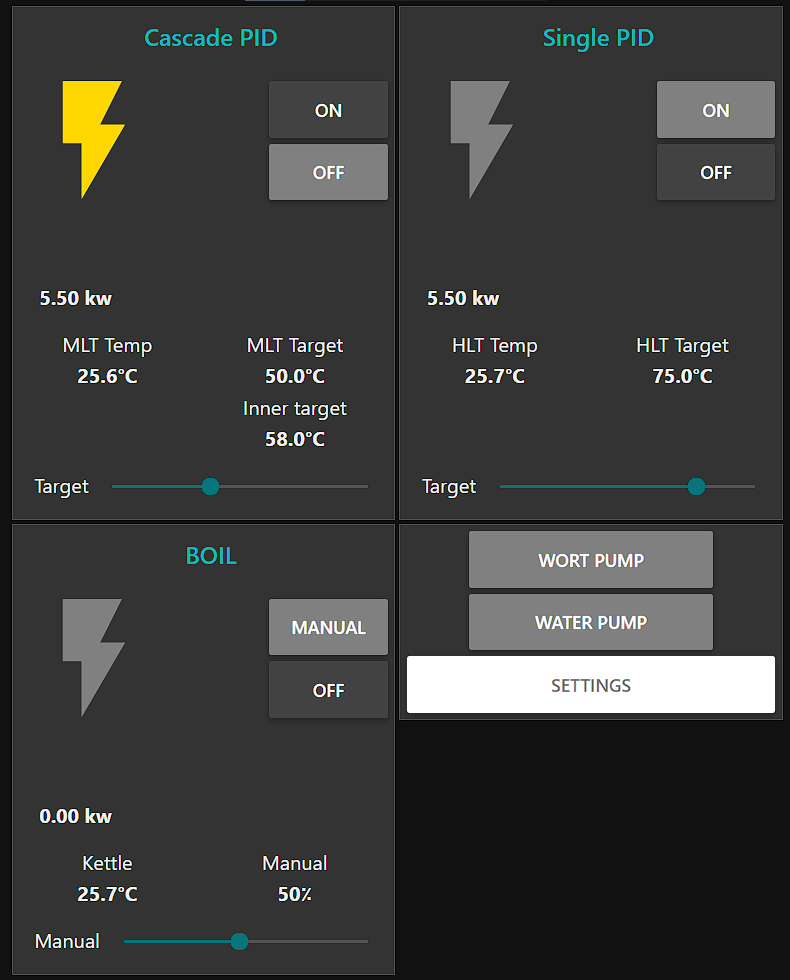 Cascade PID
ON
OFF
5.50 kw
MLT Temp MLT Target
25.6°C 50.0°C
Inner target
58.0°C
Target
Single PID
ON
OFF
5.50 kw
HLT Temp HLT Target
25.7°C 75.0°C
Target
BOIL
MANUAL
OFF
0.00 kw
Kettle Manual
25.7°C 50%
Manual
WORT PUMP
WATER PUMP
SETTINGS